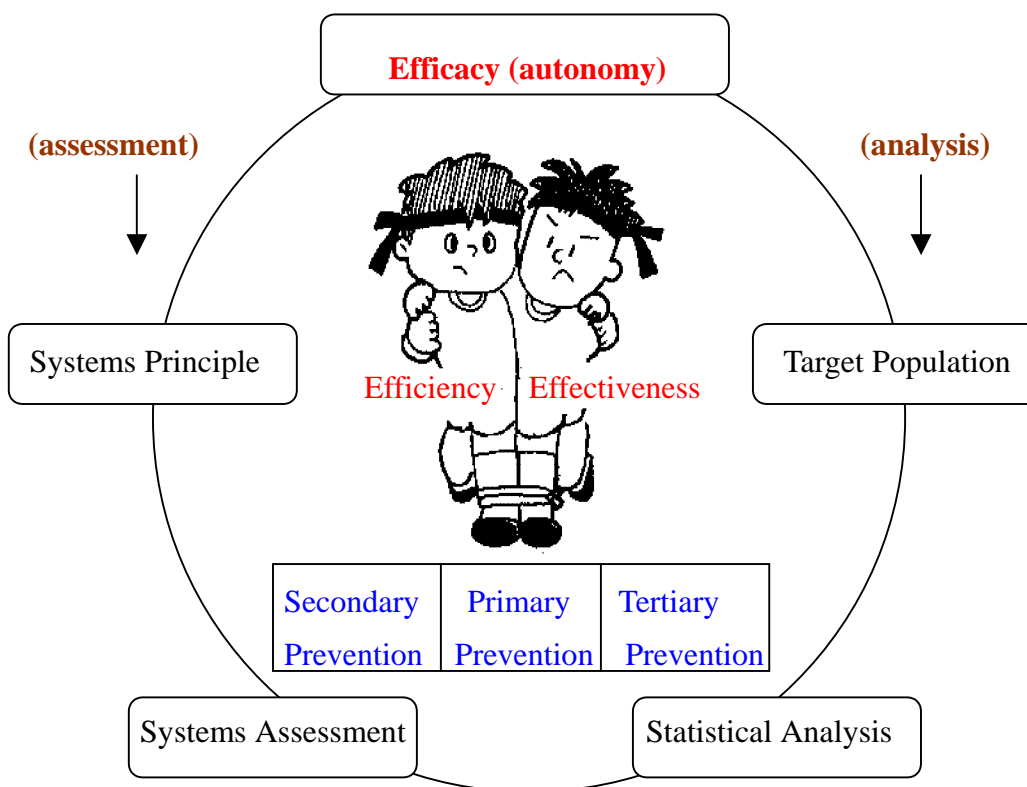 Efficacy (autonomy)
(assessment)
(analysis)
Systems Principle
Target Population
Efficiency
Effectiveness
Secondary
Prevention
Primary
Prevention
Tertiary
Prevention
Systems Assessment
Statistical Analysis